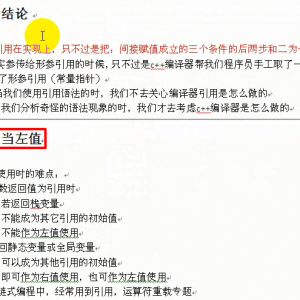 结论
引用在实现上，只不过是把：间接赋值成立的三个条件的后两步和二为一
实参传给形参引用的时候，只不过是c++编译器帮我们程序员手工取了一
了形参引用（常量指针）
当我们使用引用语法的时，我们不去关心编译器引用是怎么做的
我们分析奇怪的语法现象的时，我们才去考虑c++编译器是怎么做的
当左值
使用时的难点：
数返回值为引用时
若返回栈变量
不能成为其它引用的初始值
不能作为左值使用
回静态变量或全局变量
可以成为其他引用的初始值
即可作为右值使用，也可作为左值使用
链式编程中，经常用到引用，运算符重载专题